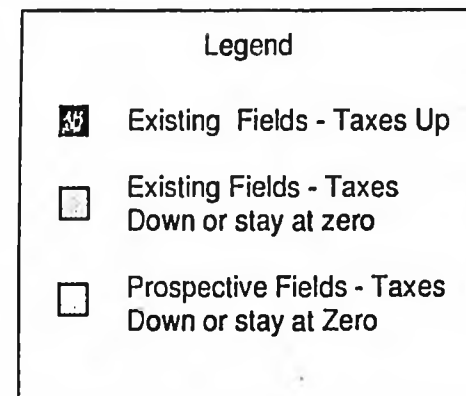 Legend
Existing Fields - Taxes Up
Existing Fields - Taxes
Down or stay at zero
Prospective Fields - Taxes
Down or stay at Zero